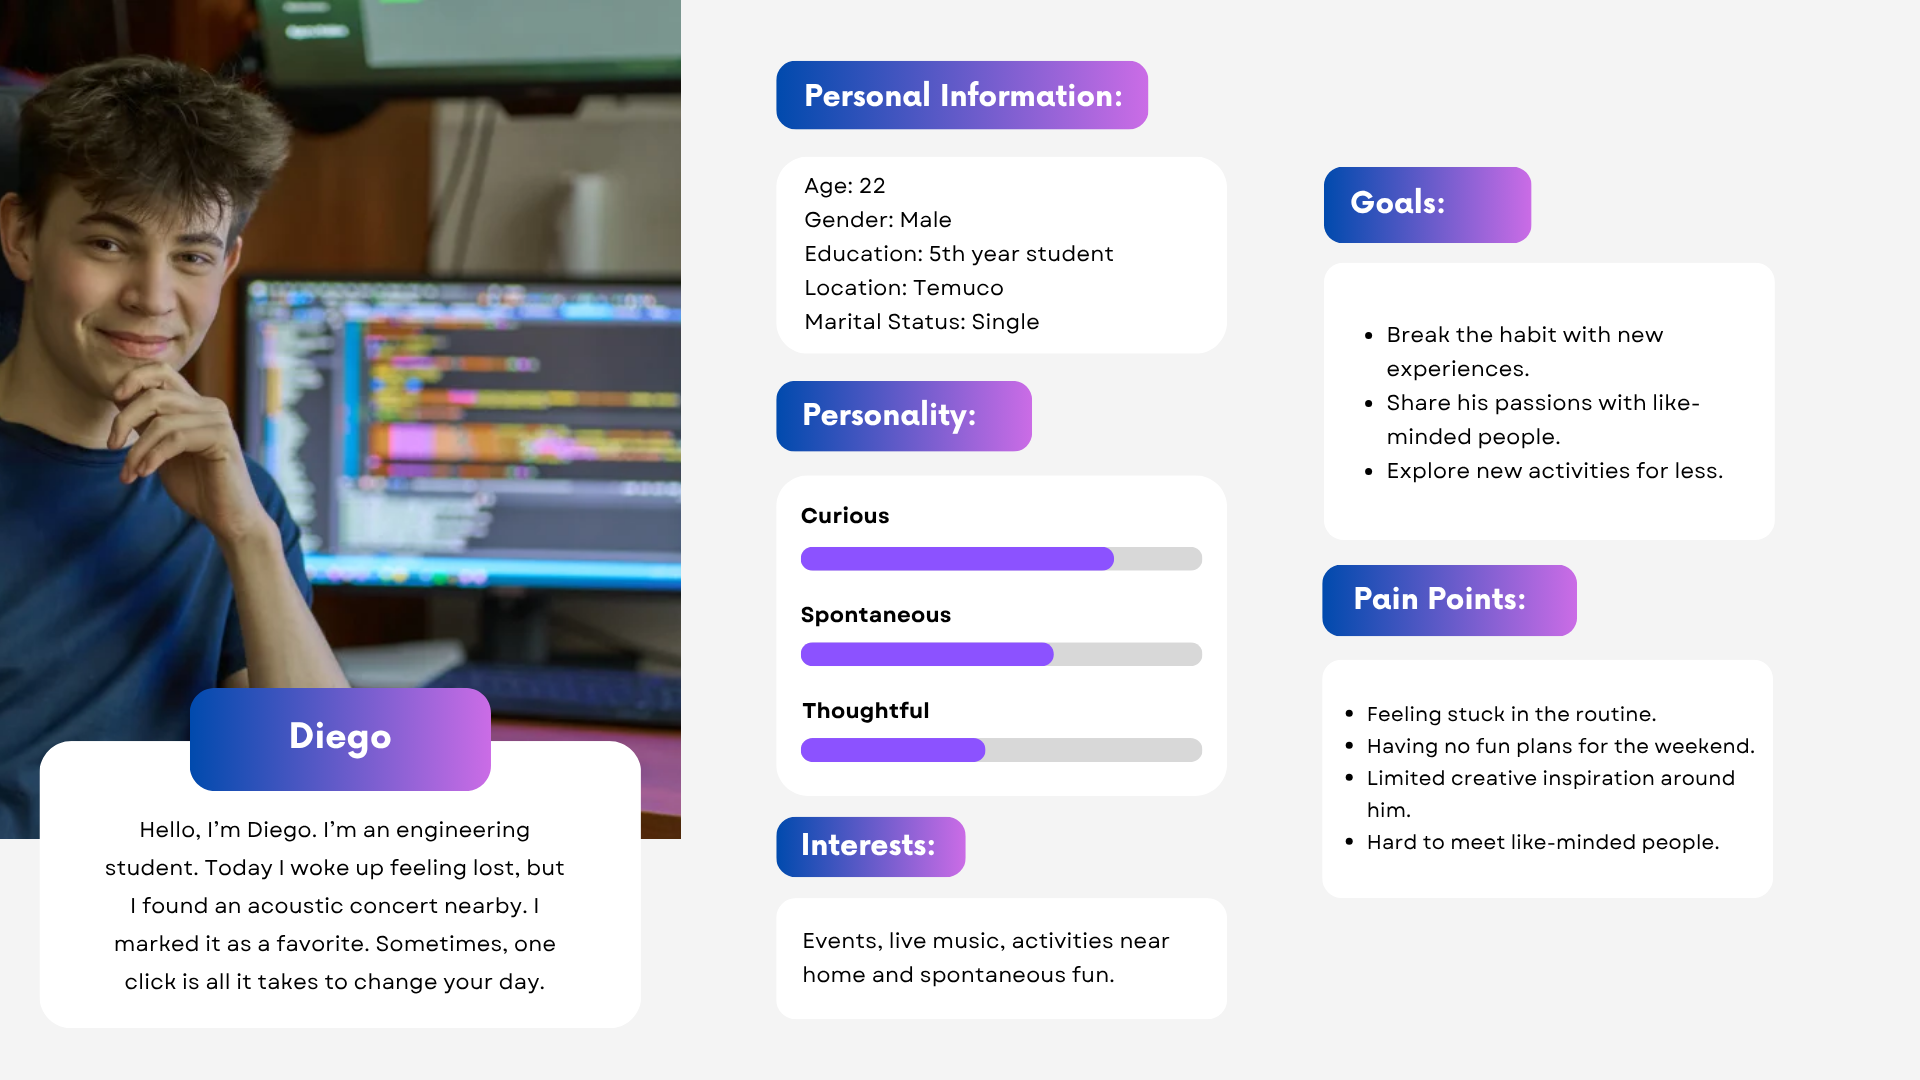 Diego
Hello, I’m Diego. I’m an engineering
student. Today I woke up feeling lost, but
I found an acoustic concert nearby. I
marked it as a favorite. Sometimes, one
click is all it takes to change your day.
Personal Information:
Age: 22
Gender: Male
Education: 5th year student
Location: Temuco
Marital Status: Single
Personality:
Curious
Spontaneous
Thoughtful
Interests:
Events, live music, activities near
home and spontaneous fun.
Goals:
• Break the habit with new
experiences.
• Share his passions with like-
minded people.
• Explore new activities for less.
Pain Points:
• Feeling stuck in the routine.
• Having no fun plans for the weekend.
• Limited creative inspiration around
him.
• Hard to meet like-minded people.